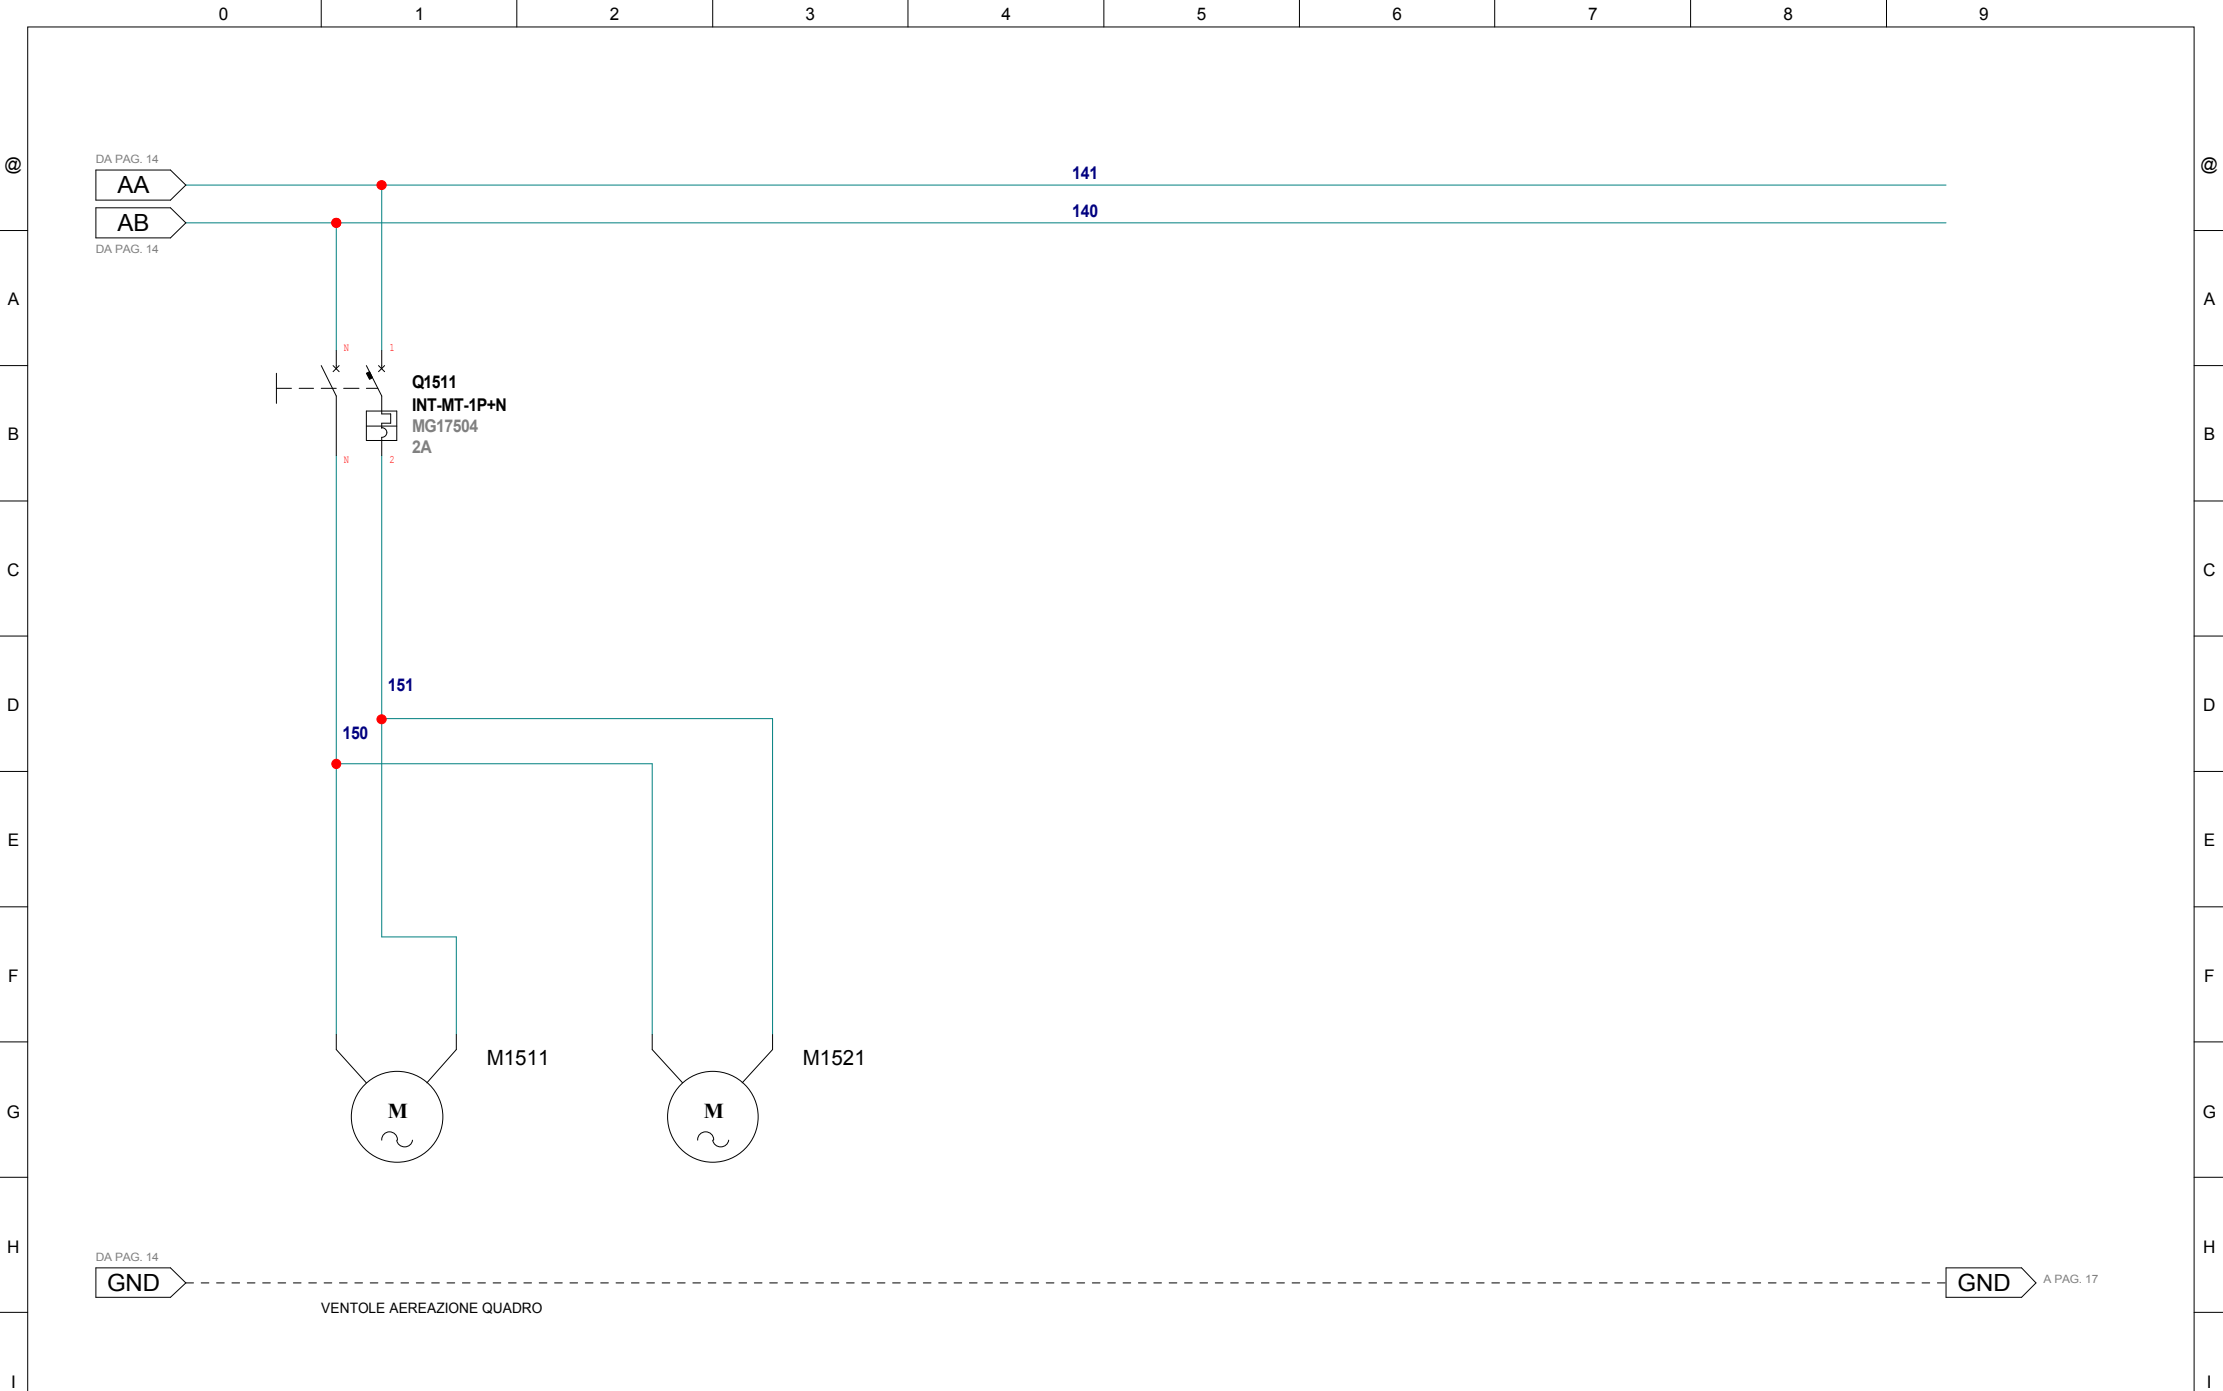 0 1 2 3 4 5 6 7 8 9
DA PAG. 14
@ AA 141 @
AB 140
DA PAG. 14
A A
N 1
Q1511
INT-MT-1P+N
MG17504
B B
2A
N 2
C C
151
D D
150
E E
F F
M1511 M1521
G M M G
H H
DA PAG. 14
GND GND A PAG. 17
VENTOLE AEREAZIONE QUADRO
I I